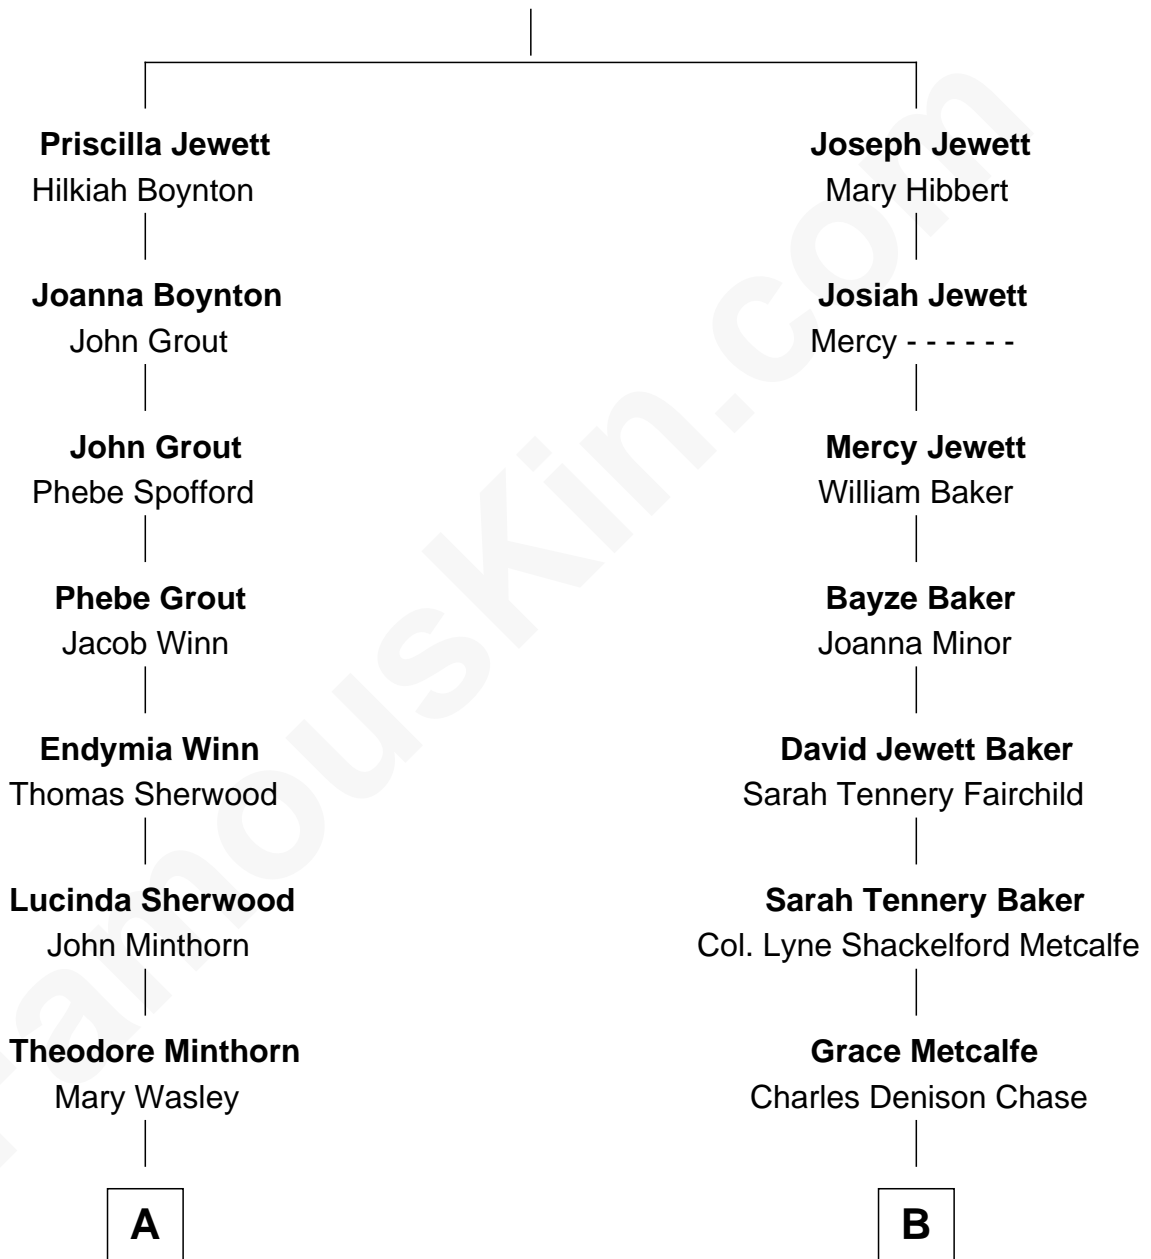 Priscilla Jewett
Hilkiah Boynton
Joanna Boynton
John Grout
John Grout
Phebe Spofford
Phebe Grout
Jacob Winn
Endymia Winn
Thomas Sherwood
Lucinda Sherwood
John Minthorn
Theodore Minthorn
Mary Wasley
A
Joseph Jewett
Mary Hibbert
Josiah Jewett
Mercy - - - - - -
Mercy Jewett
William Baker
Bayze Baker
Joanna Minor
David Jewett Baker
Sarah Tennery Fairchild
Sarah Tennery Baker
Col. Lyne Shackelford Metcalfe
Grace Metcalfe
Charles Denison Chase
B
FamousKin.com